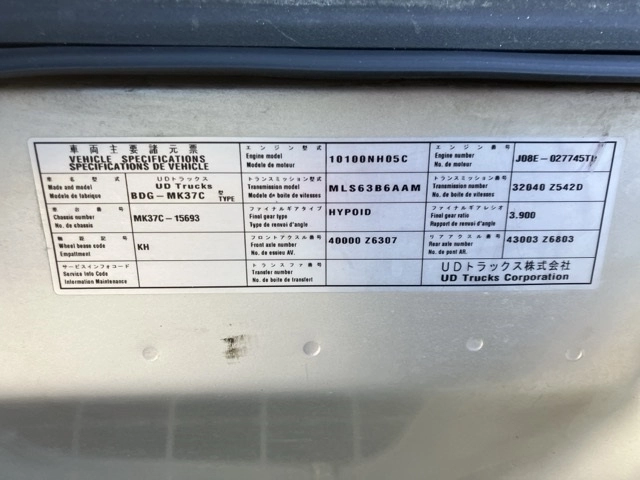 車両主要諸元票
VEHICLE SPECIFICATIONS
SPECIFICATIONS DE VEHICLE
エンジン型式
Engine model
Modele de moteur
10100NH05C
エンジン番号
Engine number
No. de moteur
J08E-027745T
車名型式
Make and model
Modele de fabrique
UDトラックス
UD Trucks
BDG-MK37C 型 TYPE
トランスミッション型式
Transmission model
Modele de boite de vitesses
MLS63B6AAM
トランスミッション番号
Transmission number
No. de boite de vitesses
32040 Z542D
車台番号
Chassis number
No. de chassis
MK37C-15693
ファイナルギアタイプ
Final gear type
Type de renvoi d'angle
HYPOID
ファイナルギアレシオ
Final gear ratio
Rapport de renvoi d'angle
3.900
軸距記号
Wheel base code
Empattement
KH
フロントアクスル番号
Front axle number
No. de essieu AV.
40000 Z6307
リアアクスル番号
Rear axle number
No. de pont AR.
43003 Z6803
サービスインフォコード
Service Info Code
Information Maintenance
トランスファ番号
Transfer number
No. de boite de transfert
UDトラックス株式会社
UD Trucks Corporation